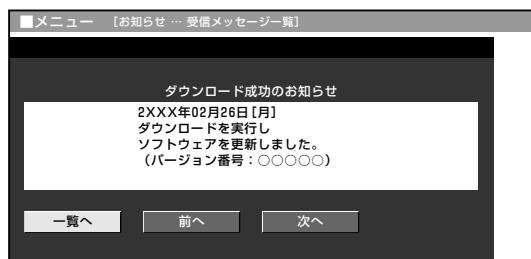 ■メニュー [お知らせ … 受信メッセージ一覧]
ダウンロード成功のお知らせ
2XXX年02月26日[月]
ダウンロードを実行し
ソフトウェアを更新しました。
(バージョン番号：○○○○○)
一覧へ 前へ 次へ